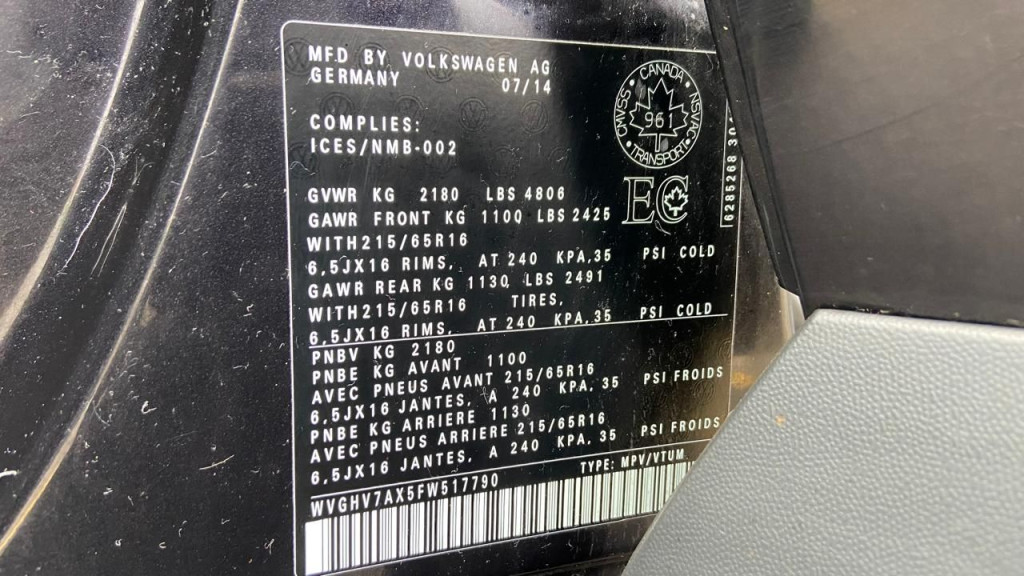 MFD BY VOLKSWAGEN AG
GERMANY 07/14
COMPLIES:
ICES/NMB-002
CANADA
CMVSS 961 NSVAC
TRANSPORT
EC
GVWR KG 2180 LBS 4806
GAWR FRONT KG 1100 LBS 2425
WITH215/65R16
6,5JX16 RIMS, AT 240 KPA,35 PSI COLD
GAWR REAR KG 1130 LBS 2491
WITH215/65R16 TIRES,
6,5JX16 RIMS, AT 240 KPA,35 PSI COLD
PNBV KG 2180
PNBE KG AVANT 1100
AVEC PNEUS AVANT 215/65R16
6,5JX16 JANTES, A 240 KPA, 35 PSI FROIDS
PNBE KG ARRIERE 1130
AVEC PNEUS ARRIERE 215/65R16
6,5JX16 JANTES, A 240 KPA, 35 PSI FROIDS
WVGHV7AX5FW517790 TYPE: MPV/VTUM